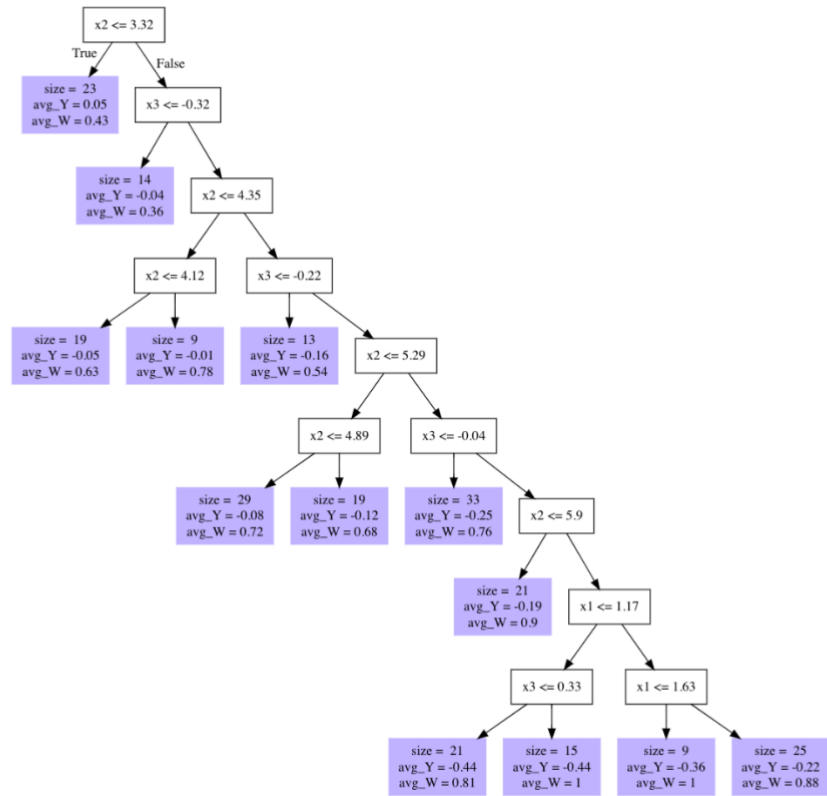 x2 <= 3.32
True
False
size = 23
avg_Y = 0.05
avg_W = 0.43
x3 <= -0.32
size = 14
avg_Y = -0.04
avg_W = 0.36
x2 <= 4.35
x2 <= 4.12
x3 <= -0.22
size = 19
avg_Y = -0.05
avg_W = 0.63
size = 9
avg_Y = -0.01
avg_W = 0.78
size = 13
avg_Y = -0.16
avg_W = 0.54
x2 <= 5.29
x2 <= 4.89
x3 <= -0.04
size = 29
avg_Y = -0.08
avg_W = 0.72
size = 19
avg_Y = -0.12
avg_W = 0.68
size = 33
avg_Y = -0.25
avg_W = 0.76
x2 <= 5.9
size = 21
avg_Y = -0.19
avg_W = 0.9
x1 <= 1.17
x3 <= 0.33
x1 <= 1.63
size = 21
avg_Y = -0.44
avg_W = 0.81
size = 15
avg_Y = -0.44
avg_W = 1
size = 9
avg_Y = -0.36
avg_W = 1
size = 25
avg_Y = -0.22
avg_W = 0.88